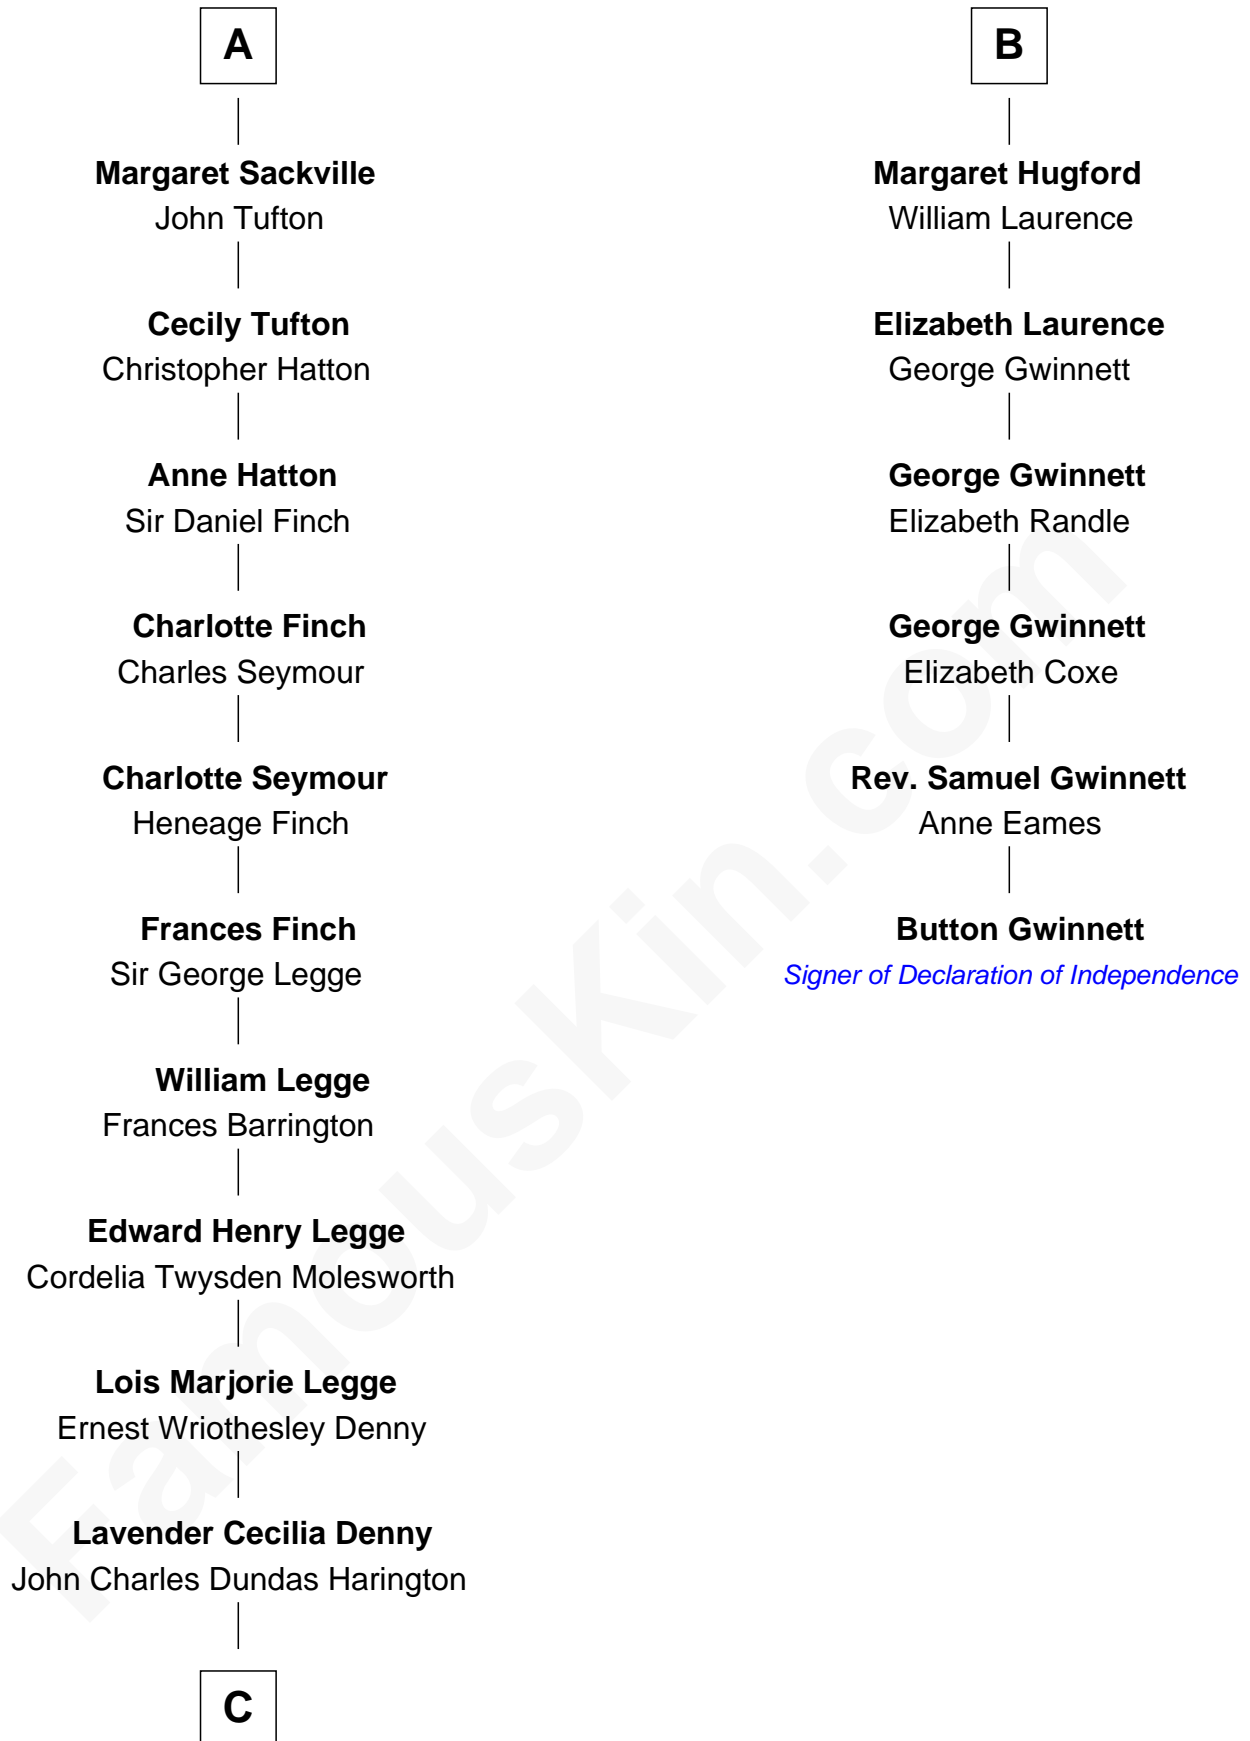 A
Margaret Sackville
John Tufton
Cecily Tufton
Christopher Hatton
Anne Hatton
Sir Daniel Finch
Charlotte Finch
Charles Seymour
Charlotte Seymour
Heneage Finch
Frances Finch
Sir George Legge
William Legge
Frances Barrington
Edward Henry Legge
Cordelia Twysden Molesworth
Lois Marjorie Legge
Ernest Wriothesley Denny
Lavender Cecilia Denny
John Charles Dundas Harington
C
B
Margaret Hugford
William Laurence
Elizabeth Laurence
George Gwinnett
George Gwinnett
Elizabeth Randle
George Gwinnett
Elizabeth Coxe
Rev. Samuel Gwinnett
Anne Eames
Button Gwinnett
Signer of Declaration of Independence
FamousKin.com